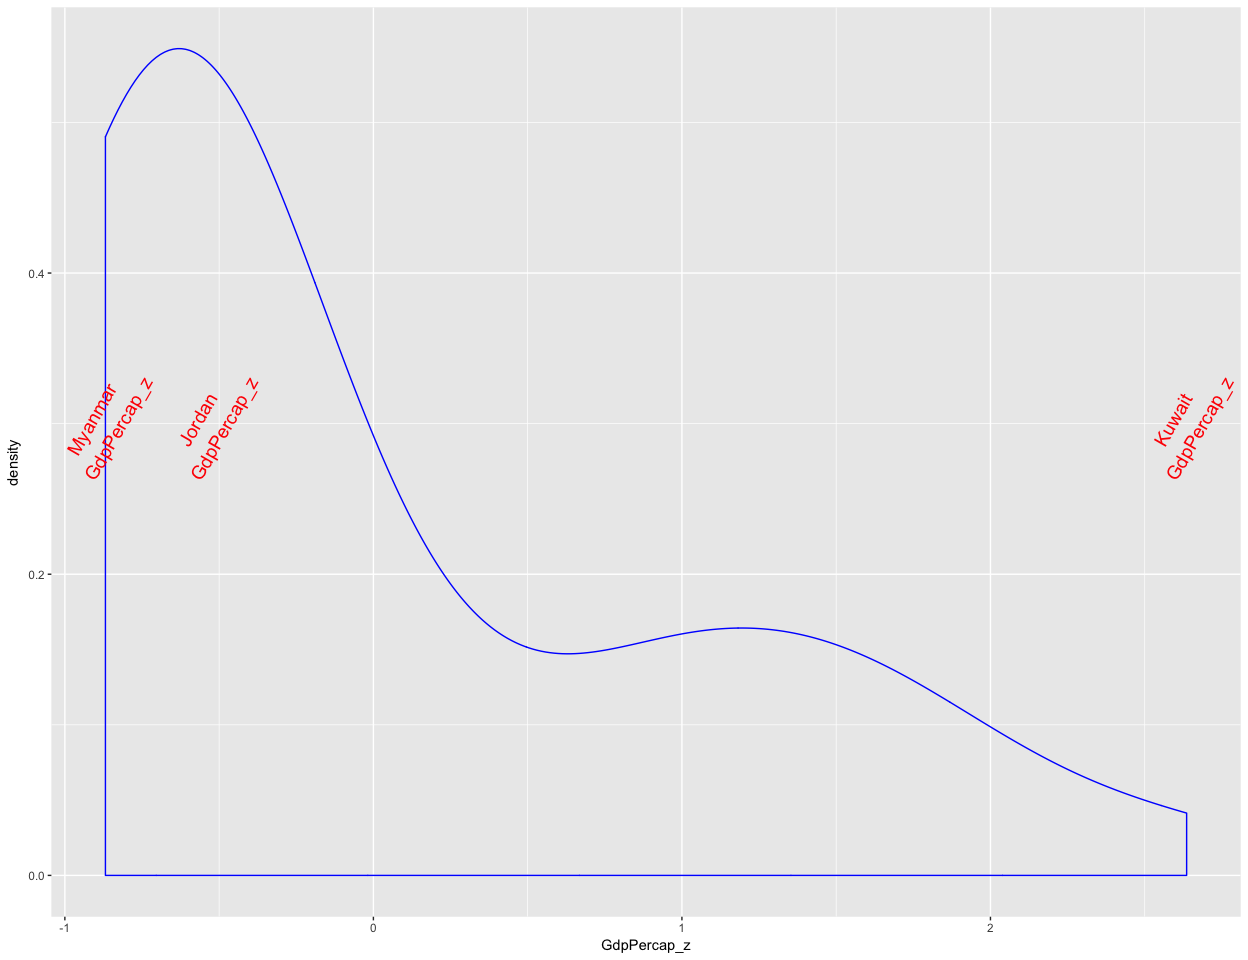 density
0.4
0.2
0.0
Myanmar
GdpPercap_z
Jordan
GdpPercap_z
Kuwait
GdpPercap_z
-1
0
1
2
GdpPercap_z